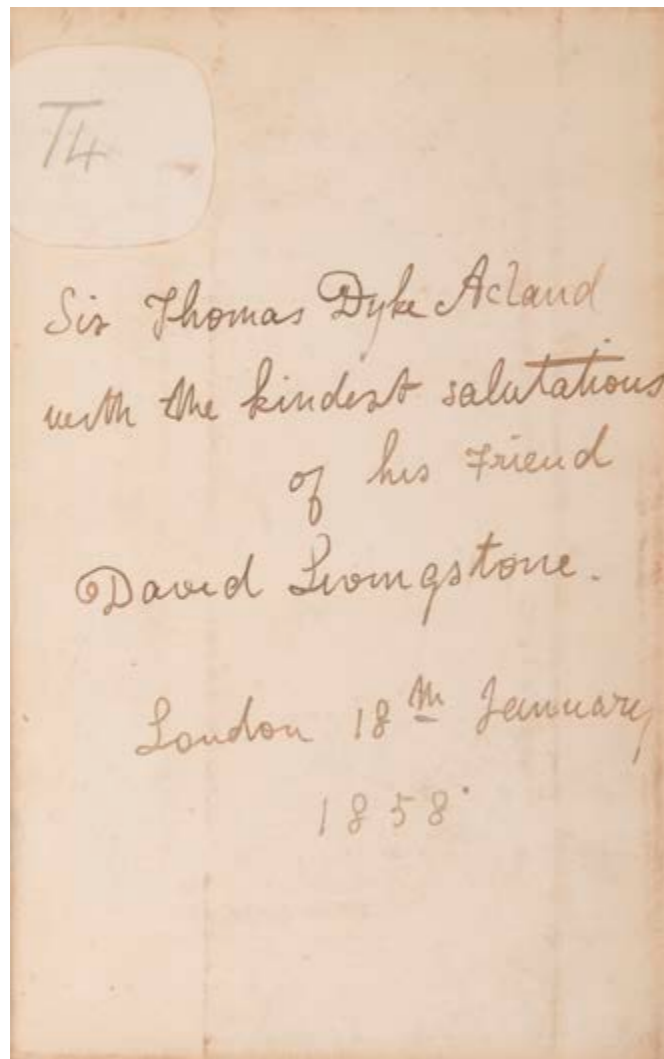 T4
Sir Thomas Dyke Acland
with the kindest salutations
of his Friend
David Livingstone.
London 18th January
1858.